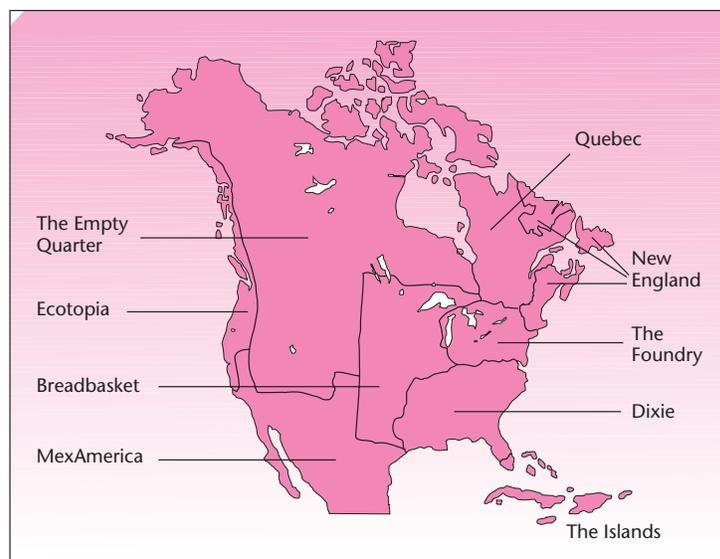 Quebec
The Empty
Quarter
New
England
Ecotopia
The
Foundry
Breadbasket
Dixie
MexAmerica
The Islands